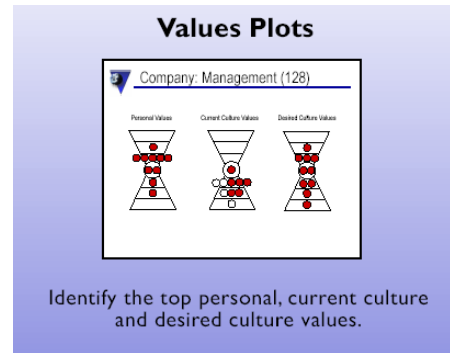 Values Plots
Company: Management (128)
Personal Values Current Culture Values Desired Culture Values
Identify the top personal, current culture
and desired culture values.